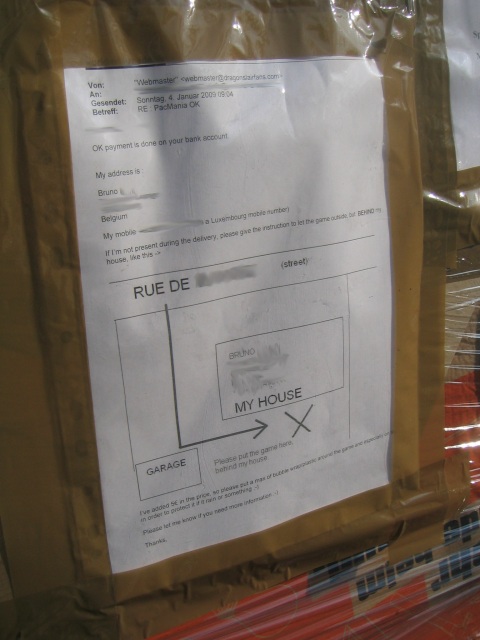 Von: "Webmaster" <webmaster@dragonslairfans.com>
An:
Gesendet: Sonntag, 4. Januar 2009 09:04
Betreff: RE : PacMania OK
OK payment is done on your bank account.
My address is
Bruno
Belgium
My mobile a Luxembourg mobile number)
If I'm not present during the delivery, please give the instruction to let the game outside, but BEHIND my
house, like this ->
RUE DE (street)
BRUNO
MY HOUSE
X
GARAGE
Please put the game here,
behind my house
I've added 5€ in the price, so please put a max of bubble wrap/plastic around the game and especially
in order to protect it if it rain or something :-)
Please let me know if you need more information :-)
Thanks,